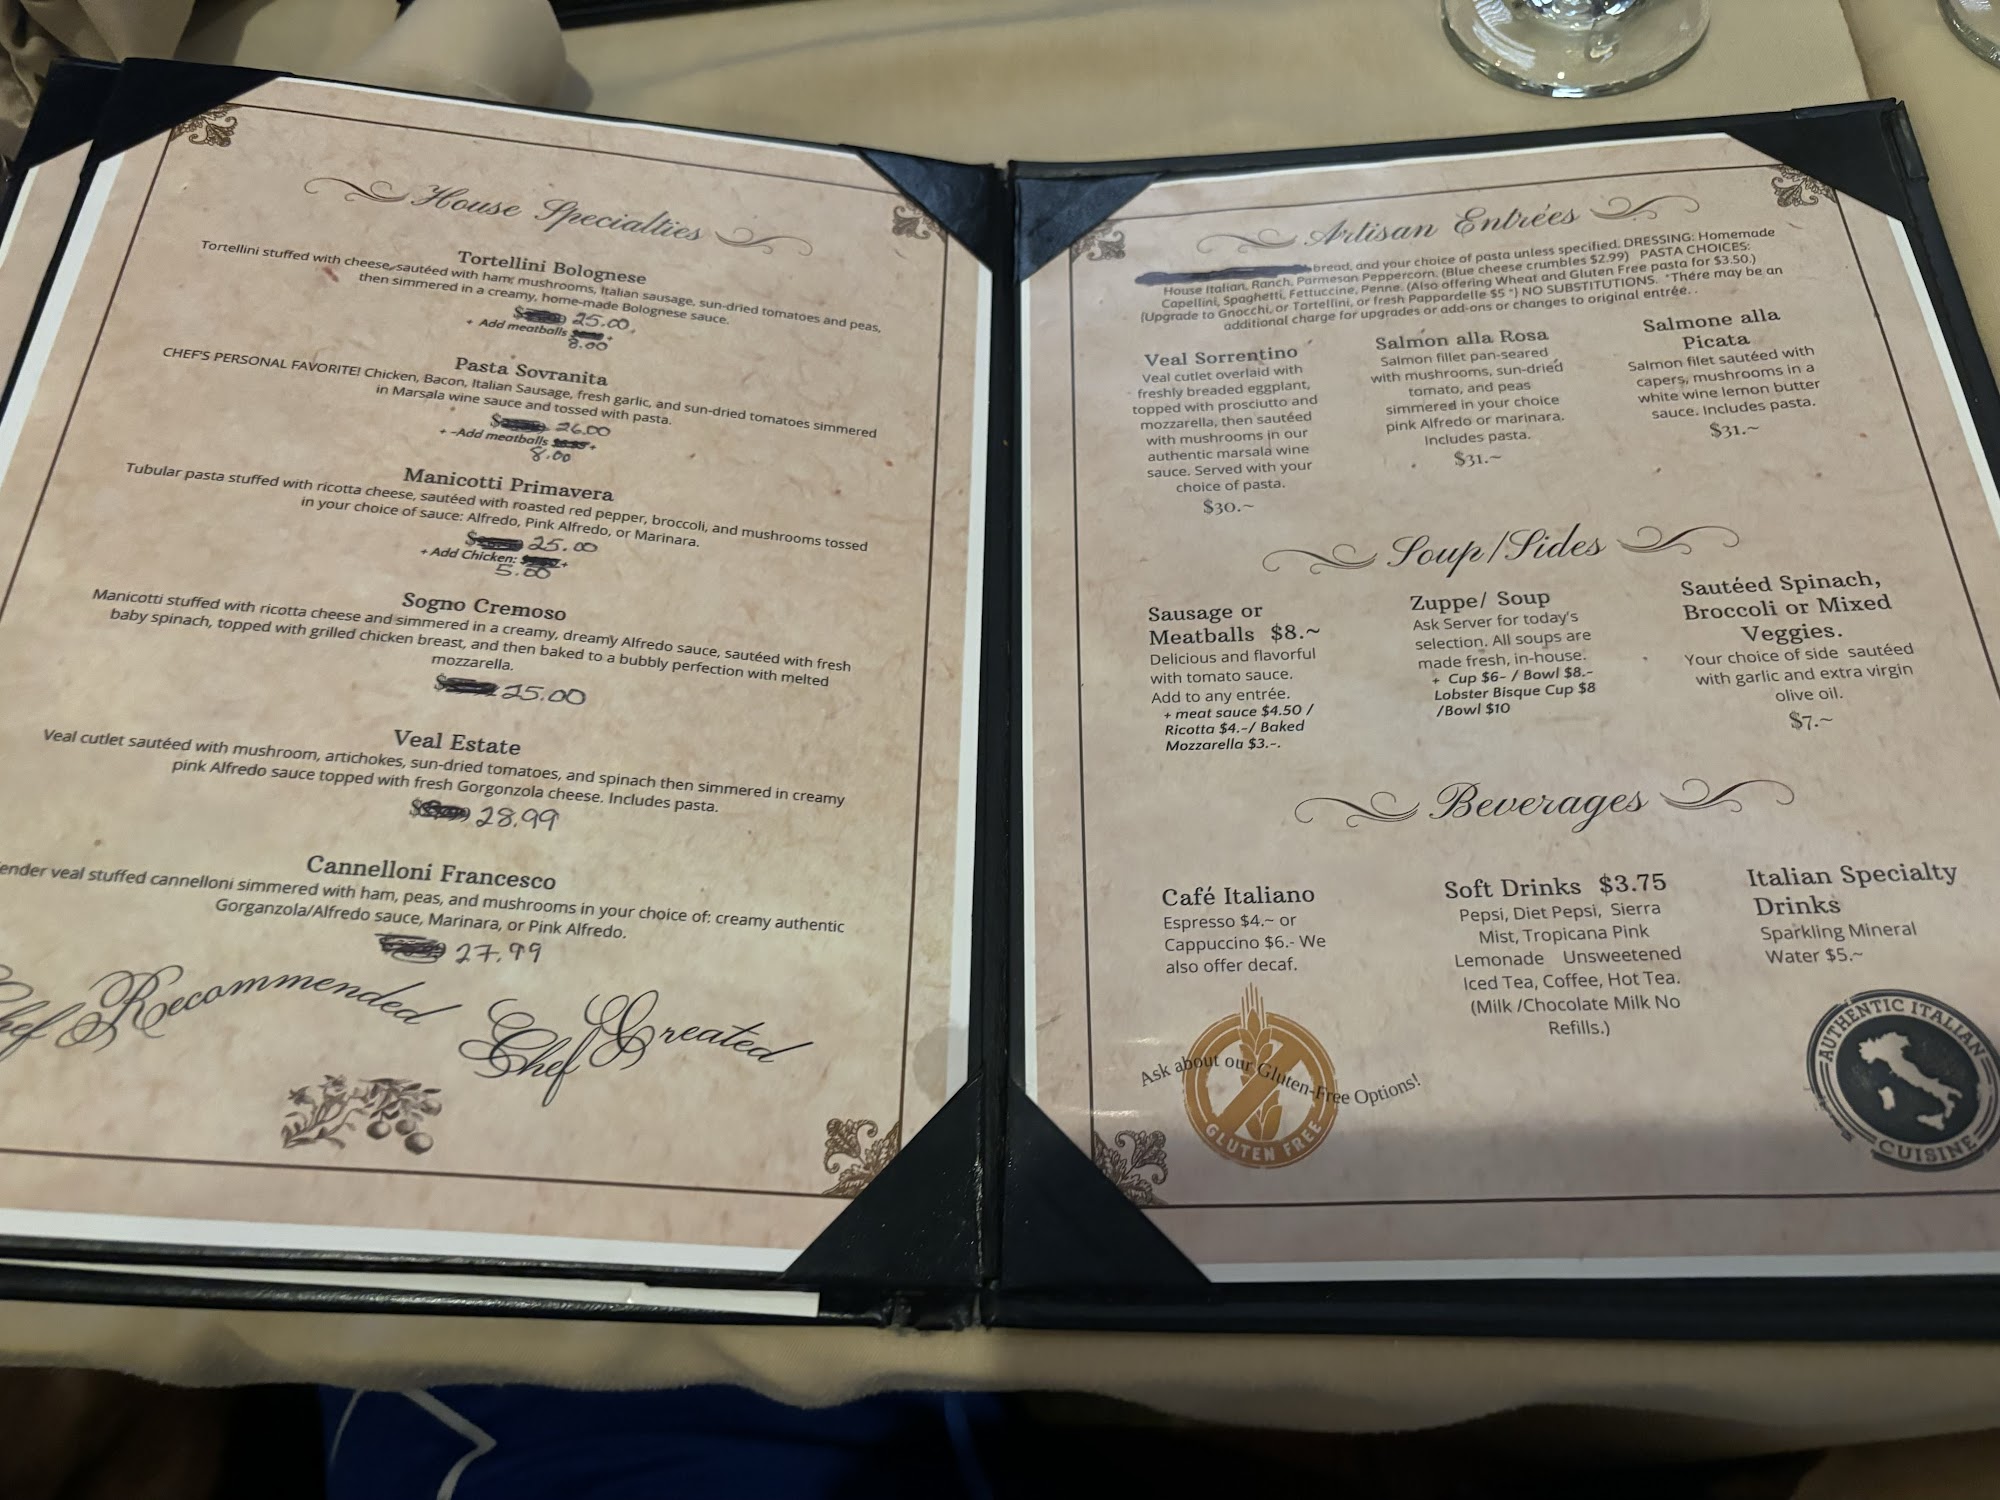 House Specialties
Tortellini Bolognese
Tortellini stuffed with cheese, sautéed with ham, mushrooms, Italian sausage, sun-dried tomatoes and peas,
then simmered in a creamy, home-made Bolognese sauce.
$ 25.00
+ Add meatballs +
8.00
Pasta Sovranita
CHEF'S PERSONAL FAVORITE! Chicken, Bacon, Italian Sausage, fresh garlic, and sun-dried tomatoes simmered
in Marsala wine sauce and tossed with pasta.
$ 26.00
+ -Add meatballs +
8.00
Manicotti Primavera
Tubular pasta stuffed with ricotta cheese, sautéed with roasted red pepper, broccoli, and mushrooms tossed
in your choice of sauce: Alfredo, Pink Alfredo, or Marinara.
$ 25.00
+ Add Chicken: +
5.00
Sogno Cremoso
Manicotti stuffed with ricotta cheese and simmered in a creamy, dreamy Alfredo sauce, sautéed with fresh
baby spinach, topped with grilled chicken breast, and then baked to a bubbly perfection with melted
mozzarella.
$ 25.00
Veal Estate
Veal cutlet sautéed with mushroom, artichokes, sun-dried tomatoes, and spinach then simmered in creamy
pink Alfredo sauce topped with fresh Gorgonzola cheese. Includes pasta.
$ 28.99
Cannelloni Francesco
ender veal stuffed cannelloni simmered with ham, peas, and mushrooms in your choice of: creamy authentic
Gorganzola/Alfredo sauce, Marinara, or Pink Alfredo.
27.99
hef Recommended Chef Created
Artisan Entrées
bread, and your choice of pasta unless specified. DRESSING: Homemade
House Italian, Ranch, Parmesan Peppercorn. (Blue cheese crumbles $2.99) PASTA CHOICES:
Capellini, Spaghetti, Fettuccine, Penne. (Also offering Wheat and Gluten Free pasta for $3.50.)
(Upgrade to Gnocchi, or Tortellini, or fresh Pappardelle $5 *) NO SUBSTITUTIONS. *There may be an
additional charge for upgrades or add-ons or changes to original entrée. .
Veal Sorrentino
Veal cutlet overlaid with
freshly breaded eggplant,
topped with prosciutto and
mozzarella, then sautéed
with mushrooms in our
authentic marsala wine
sauce. Served with your
choice of pasta.
$30.~
Salmon alla Rosa
Salmon fillet pan-seared
with mushrooms, sun-dried
tomato, and peas
simmered in your choice
pink Alfredo or marinara.
Includes pasta.
$31.~
Salmone alla
Picata
Salmon filet sautéed with
capers, mushrooms in a
white wine lemon butter
sauce. Includes pasta.
$31.~
Soup/Sides
Sausage or
Meatballs $8.~
Delicious and flavorful
with tomato sauce.
Add to any entrée.
+ meat sauce $4.50 /
Ricotta $4.-/ Baked
Mozzarella $3.-.
Zuppe/ Soup
Ask Server for today's
selection. All soups are
made fresh, in-house.
+ Cup $6- / Bowl $8.-
Lobster Bisque Cup $8
/Bowl $10
Sautéed Spinach,
Broccoli or Mixed
Veggies.
Your choice of side sautéed
with garlic and extra virgin
olive oil.
$7.~
Beverages
Café Italiano
Espresso $4.~ or
Cappuccino $6.- We
also offer decaf.
Soft Drinks $3.75
Pepsi, Diet Pepsi, Sierra
Mist, Tropicana Pink
Lemonade Unsweetened
Iced Tea, Coffee, Hot Tea.
(Milk /Chocolate Milk No
Refills.)
Italian Specialty
Drinks
Sparkling Mineral
Water $5.~
Ask about our Gluten-Free Options!
GLUTEN FREE
AUTHENTIC ITALIAN
CUISINE